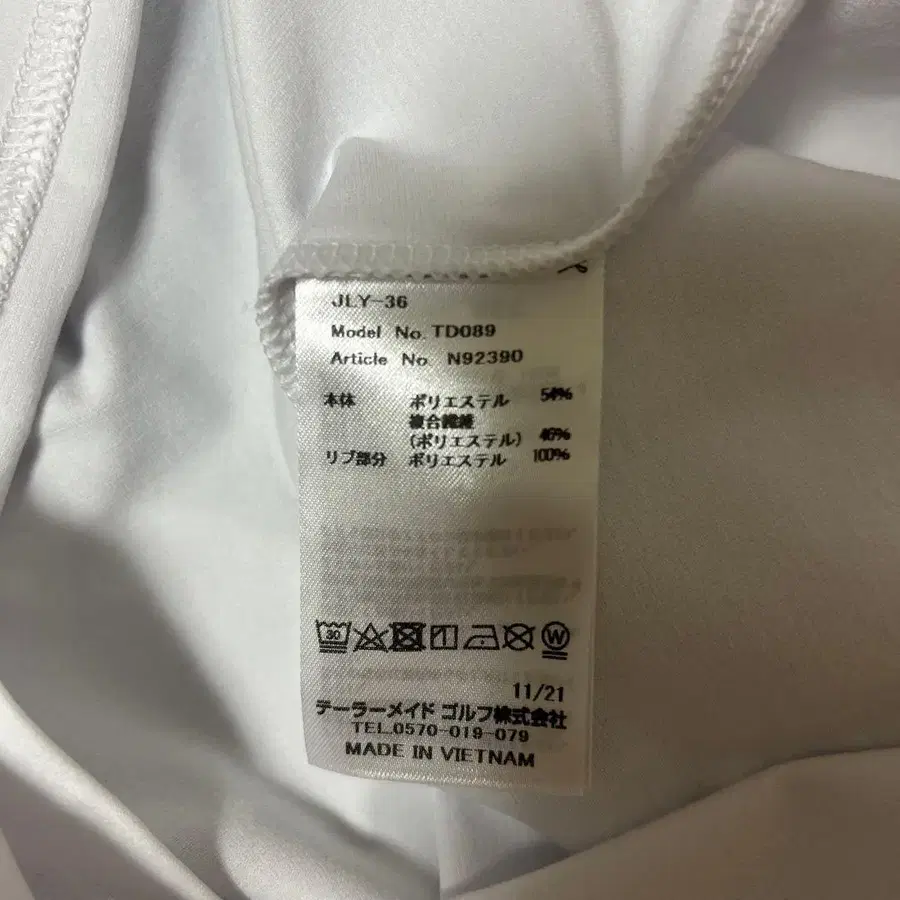 JLY-36
Model No. TD089
Article No. N92390
本体 ポリエステル 54%
複合繊維
(ポリエステル) 46%
リブ部分 ポリエステル 100%
30
W
11/21
テーラーメイド ゴルフ株式会社
TEL.0570-019-079
MADE IN VIETNAM